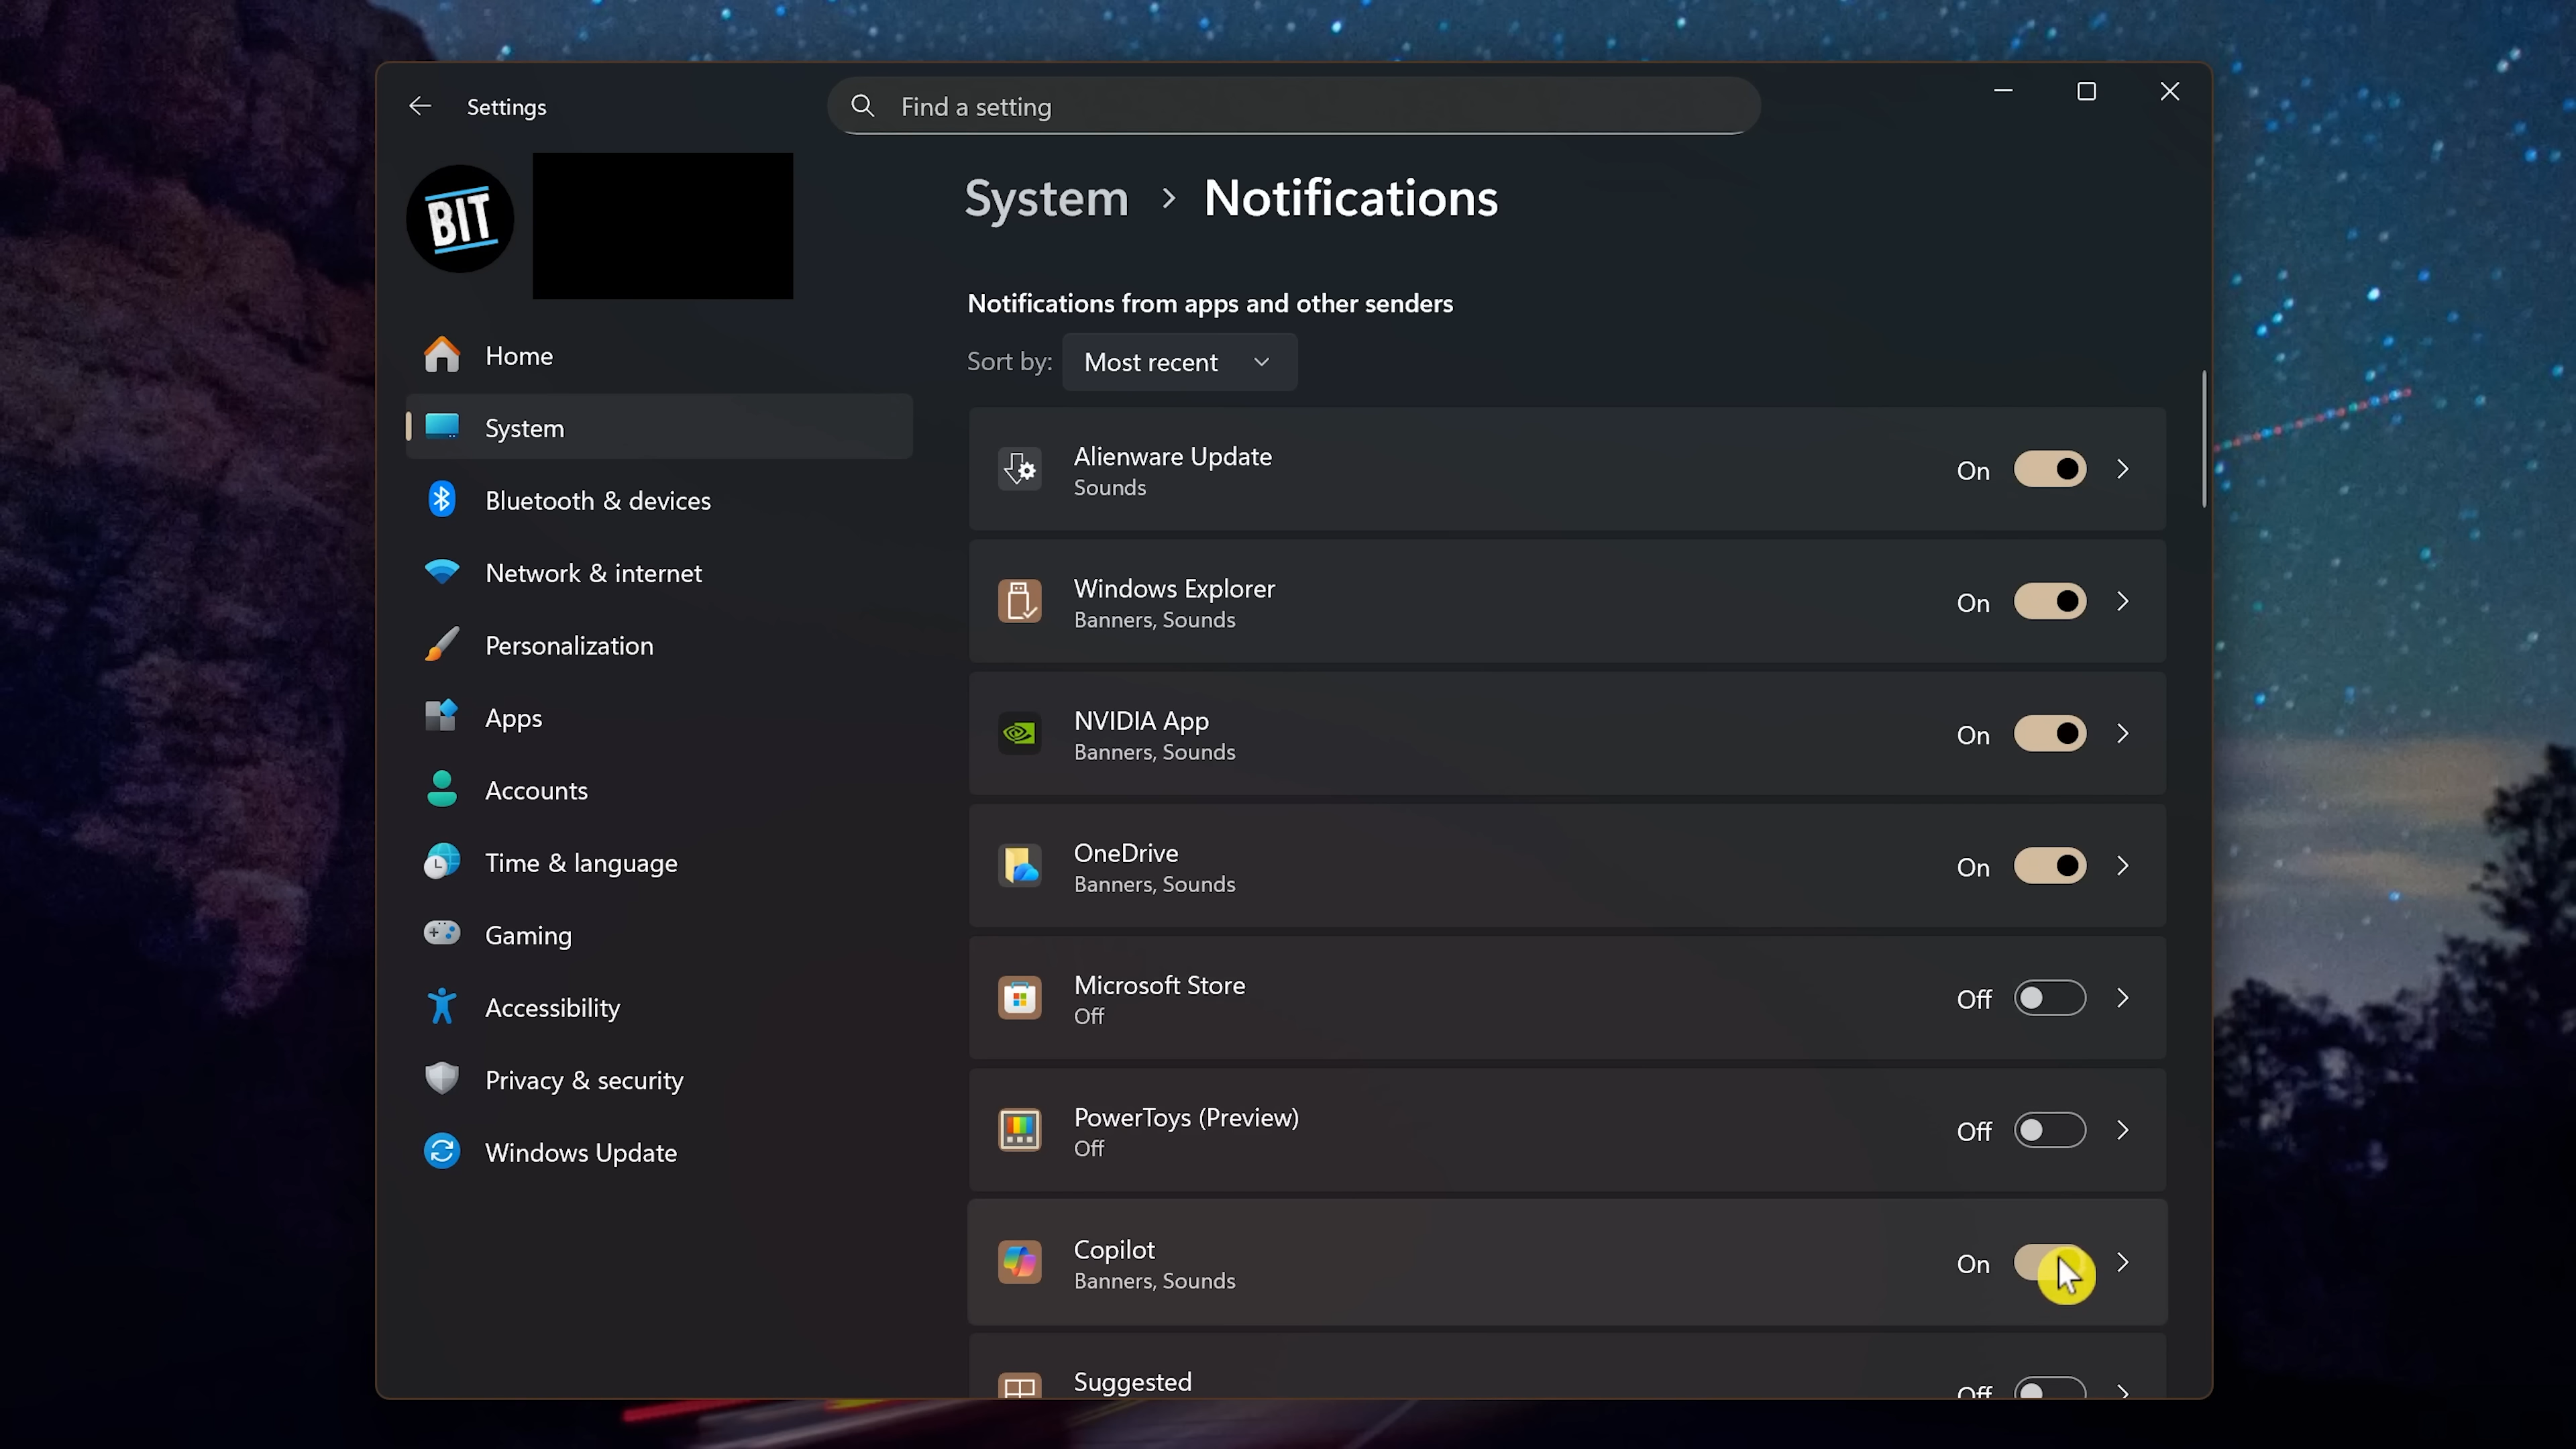 Settings
Find a setting
BIT
System > Notifications
Notifications from apps and other senders
Sort by: Most recent
Home
System
Bluetooth & devices
Network & internet
Personalization
Apps
Accounts
Time & language
Gaming
Accessibility
Privacy & security
Windows Update
Alienware Update
Sounds
On
Windows Explorer
Banners, Sounds
On
NVIDIA App
Banners, Sounds
On
OneDrive
Banners, Sounds
On
Microsoft Store
Off
Off
PowerToys (Preview)
Off
Off
Copilot
Banners, Sounds
On
Suggested
Off